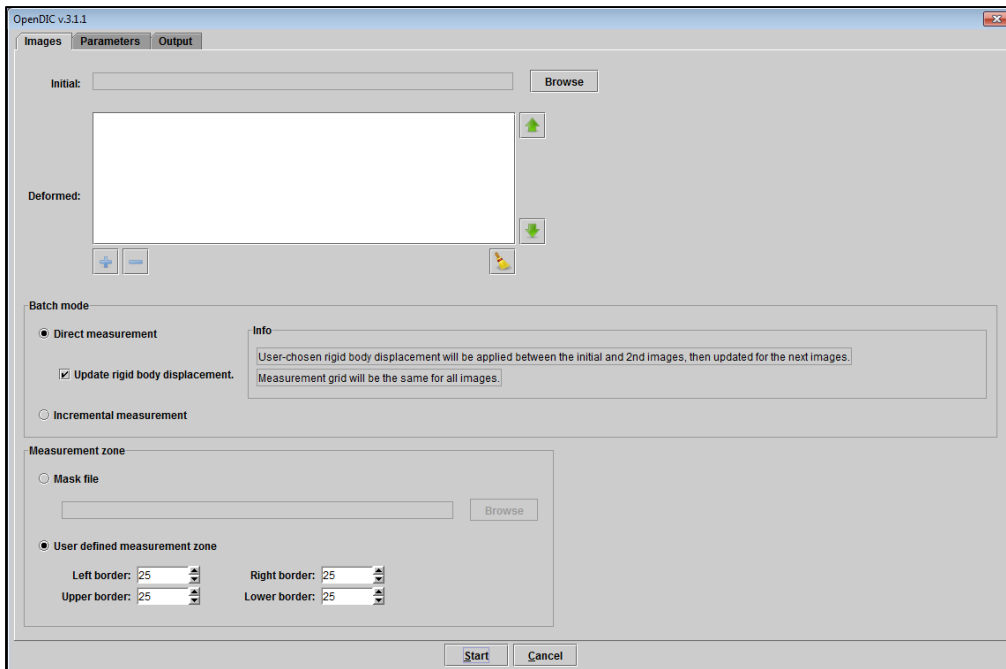 OpenDIC v.3.1.1
Images Parameters Output
Initial: Browse
Deformed:
Batch mode
Direct measurement
Info
User-chosen rigid body displacement will be applied between the initial and 2nd images, then updated for the next images.
Update rigid body displacement.
Measurement grid will be the same for all images.
Incremental measurement
Measurement zone
Mask file
Browse
User defined measurement zone
Left border: 25 Right border: 25
Upper border: 25 Lower border: 25
Start Cancel